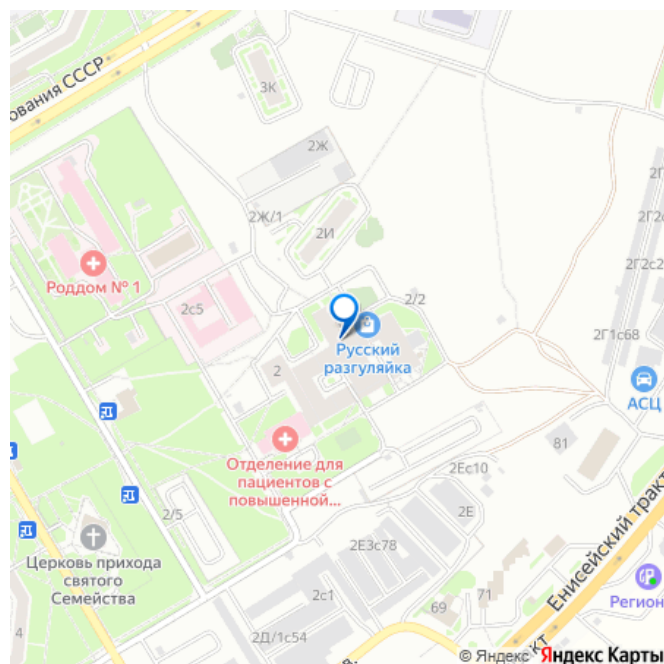 ования СССР
3К
2Ж
2Ж/1
2И
2Г2с2
Роддом № 1
2с5
2/2
2Г1с68
Русский
разгуляйка
2
АСЦ
81
Отделение для
пациентов с
повышенной...
2Ес10
2Е
2/5
2Е3с78
Церковь прихода
святого
Семейства
Енисейский тракт
2с1
71
69
Регион
4
2Д/1с54
© Яндекс Яндекс Карты